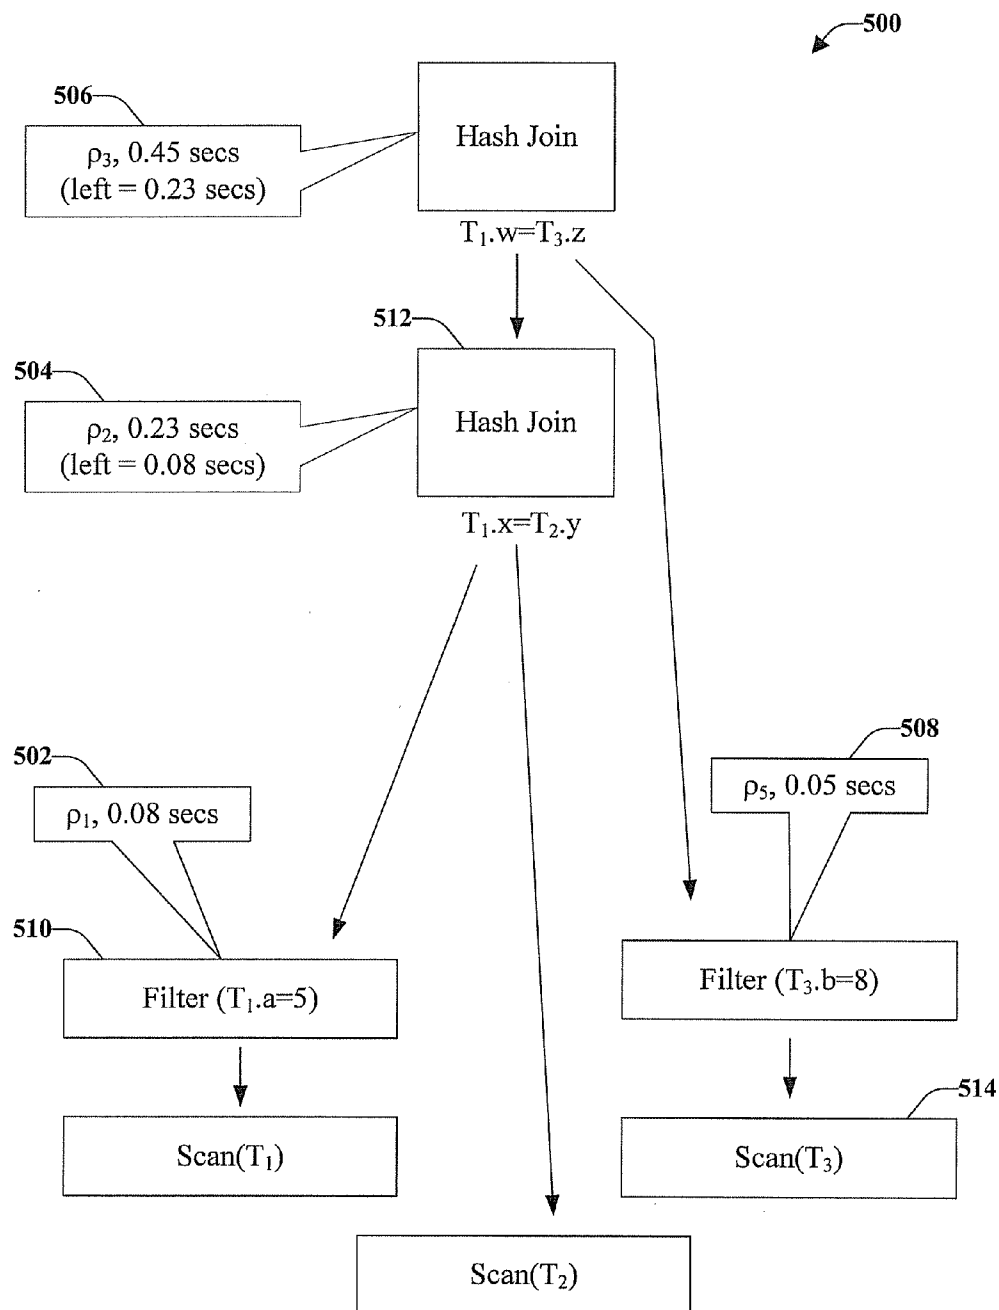 500
506
ρ₃, 0.45 secs
(left = 0.23 secs)
Hash Join
T₁.w=T₃.z
512
504
ρ₂, 0.23 secs
(left = 0.08 secs)
Hash Join
T₁.x=T₂.y
502
ρ₁, 0.08 secs
508
ρ₅, 0.05 secs
510
Filter (T₁.a=5)
Filter (T₃.b=8)
514
Scan(T₁)
Scan(T₃)
Scan(T₂)